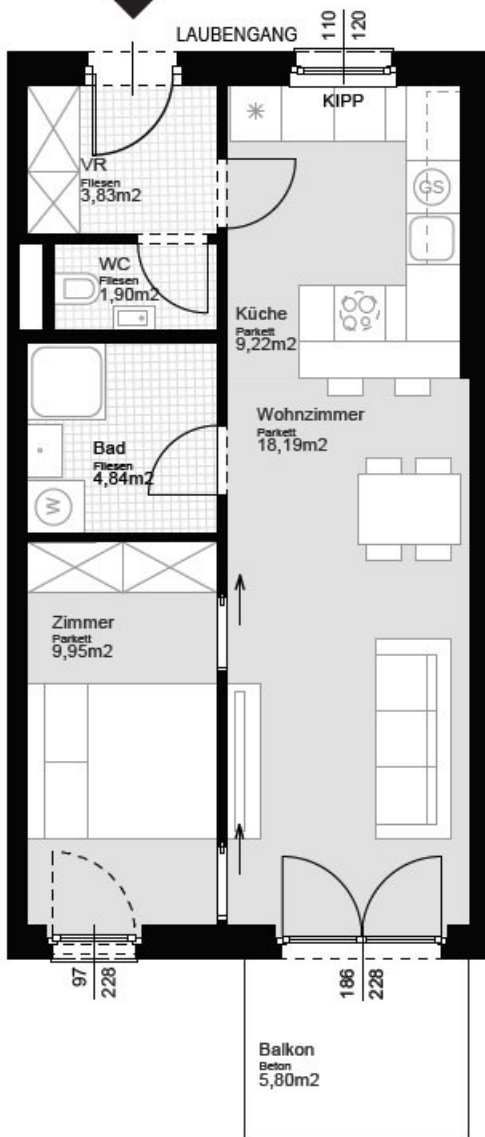 LAUBENGANG
110
120
KIPP
VR
Fliesen
3,83m2
GS
WC
Fliesen
1,90m2
Küche
Parkett
9,22m2
Wohnzimmer
Parkett
18,19m2
Bad
Fliesen
4,84m2
W
Zimmer
Parkett
9,95m2
97
228
186
228
Balkon
Beton
5,80m2